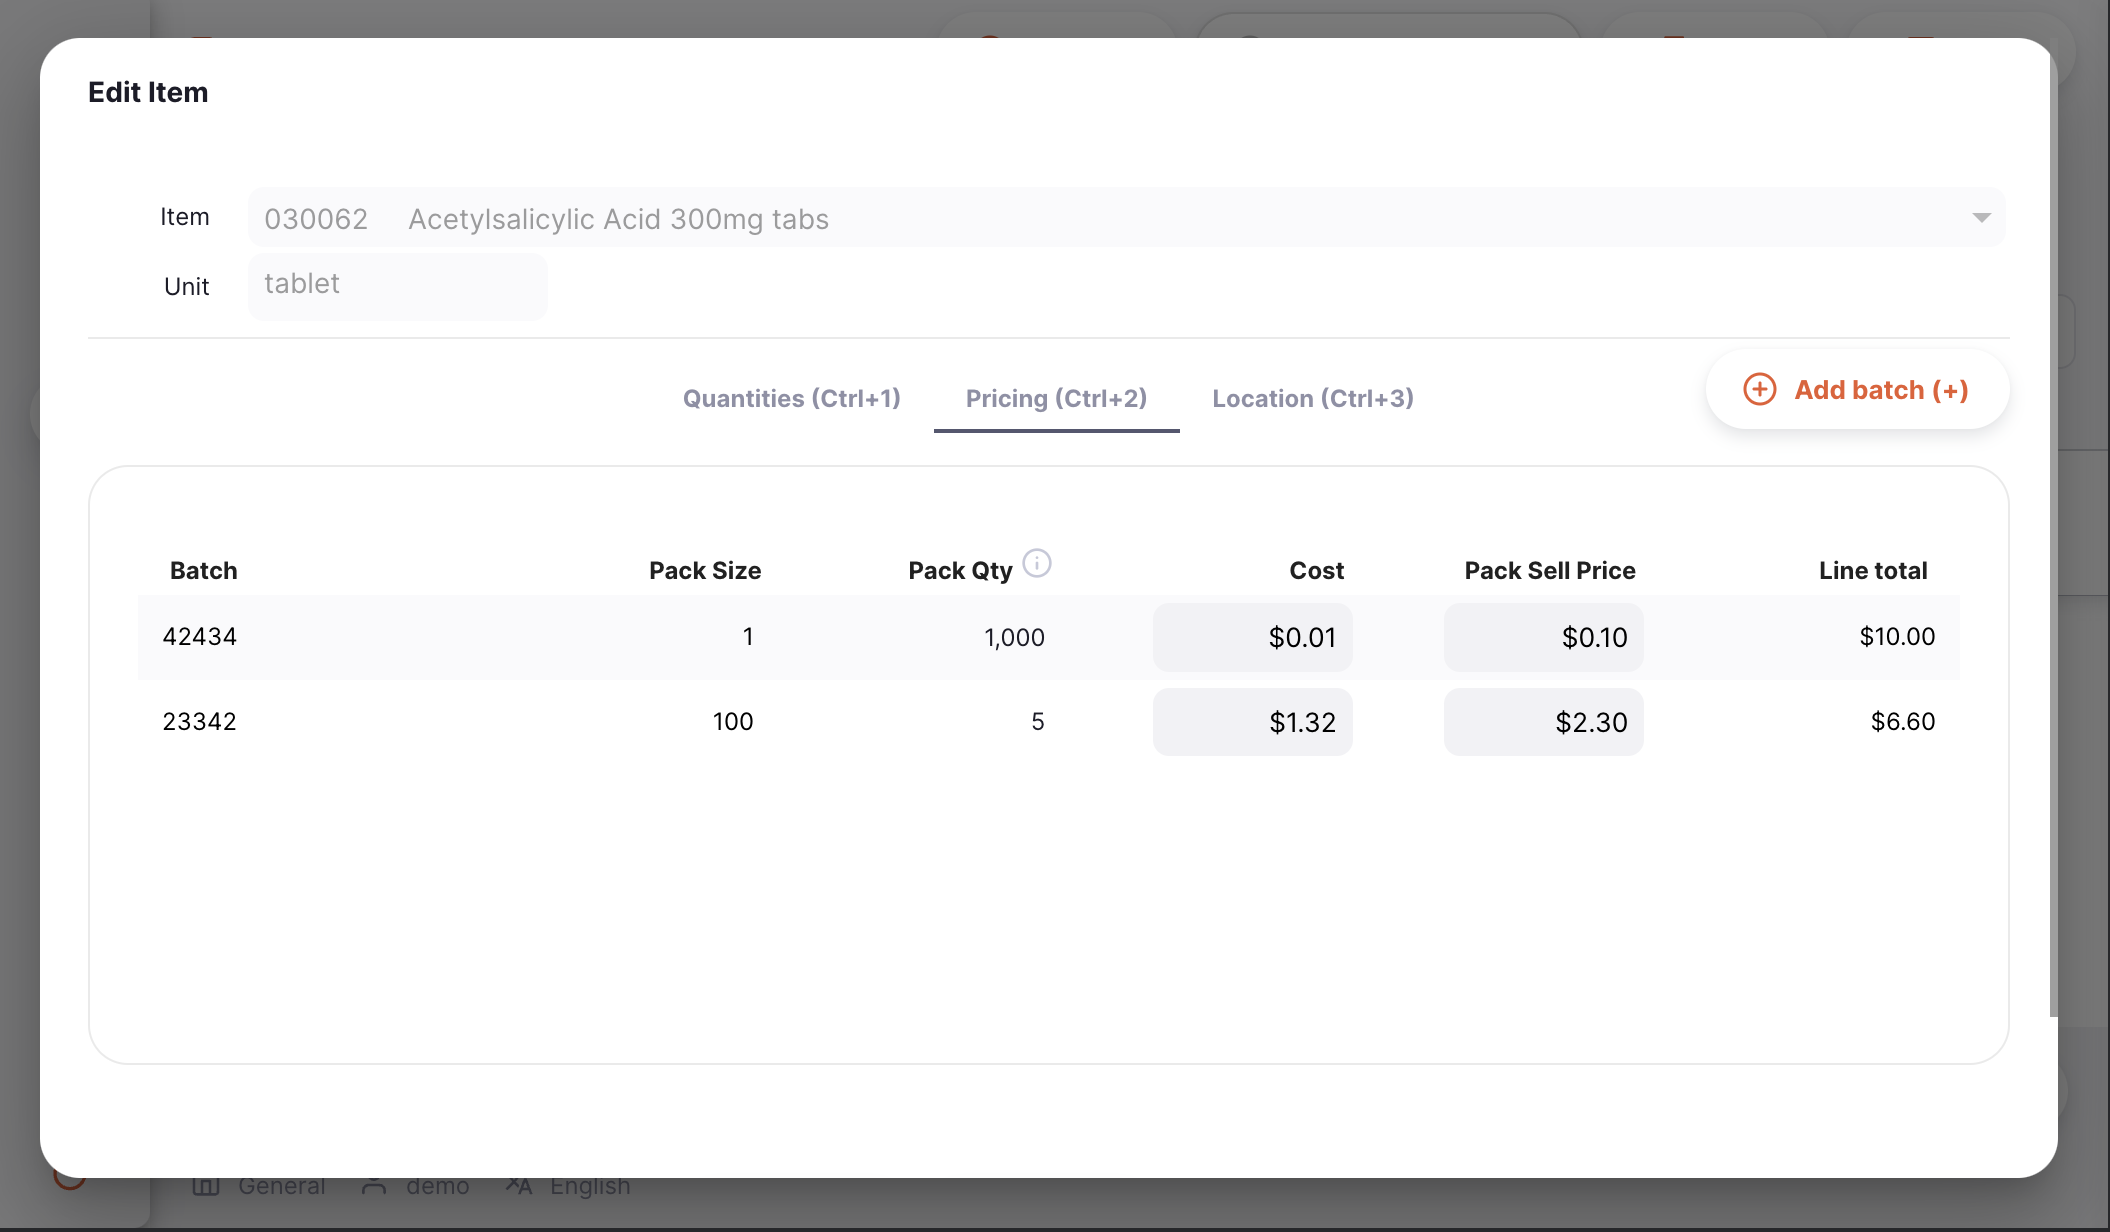 Edit Item
Item 030062 Acetylsalicylic Acid 300mg tabs
Unit tablet
Quantities (Ctrl+1) Pricing (Ctrl+2) Location (Ctrl+3) Add batch (+)
Batch Pack Size Pack Qty Cost Pack Sell Price Line total
42434 1 1,000 $0.01 $0.10 $10.00
23342 100 5 $1.32 $2.30 $6.60
General demo English